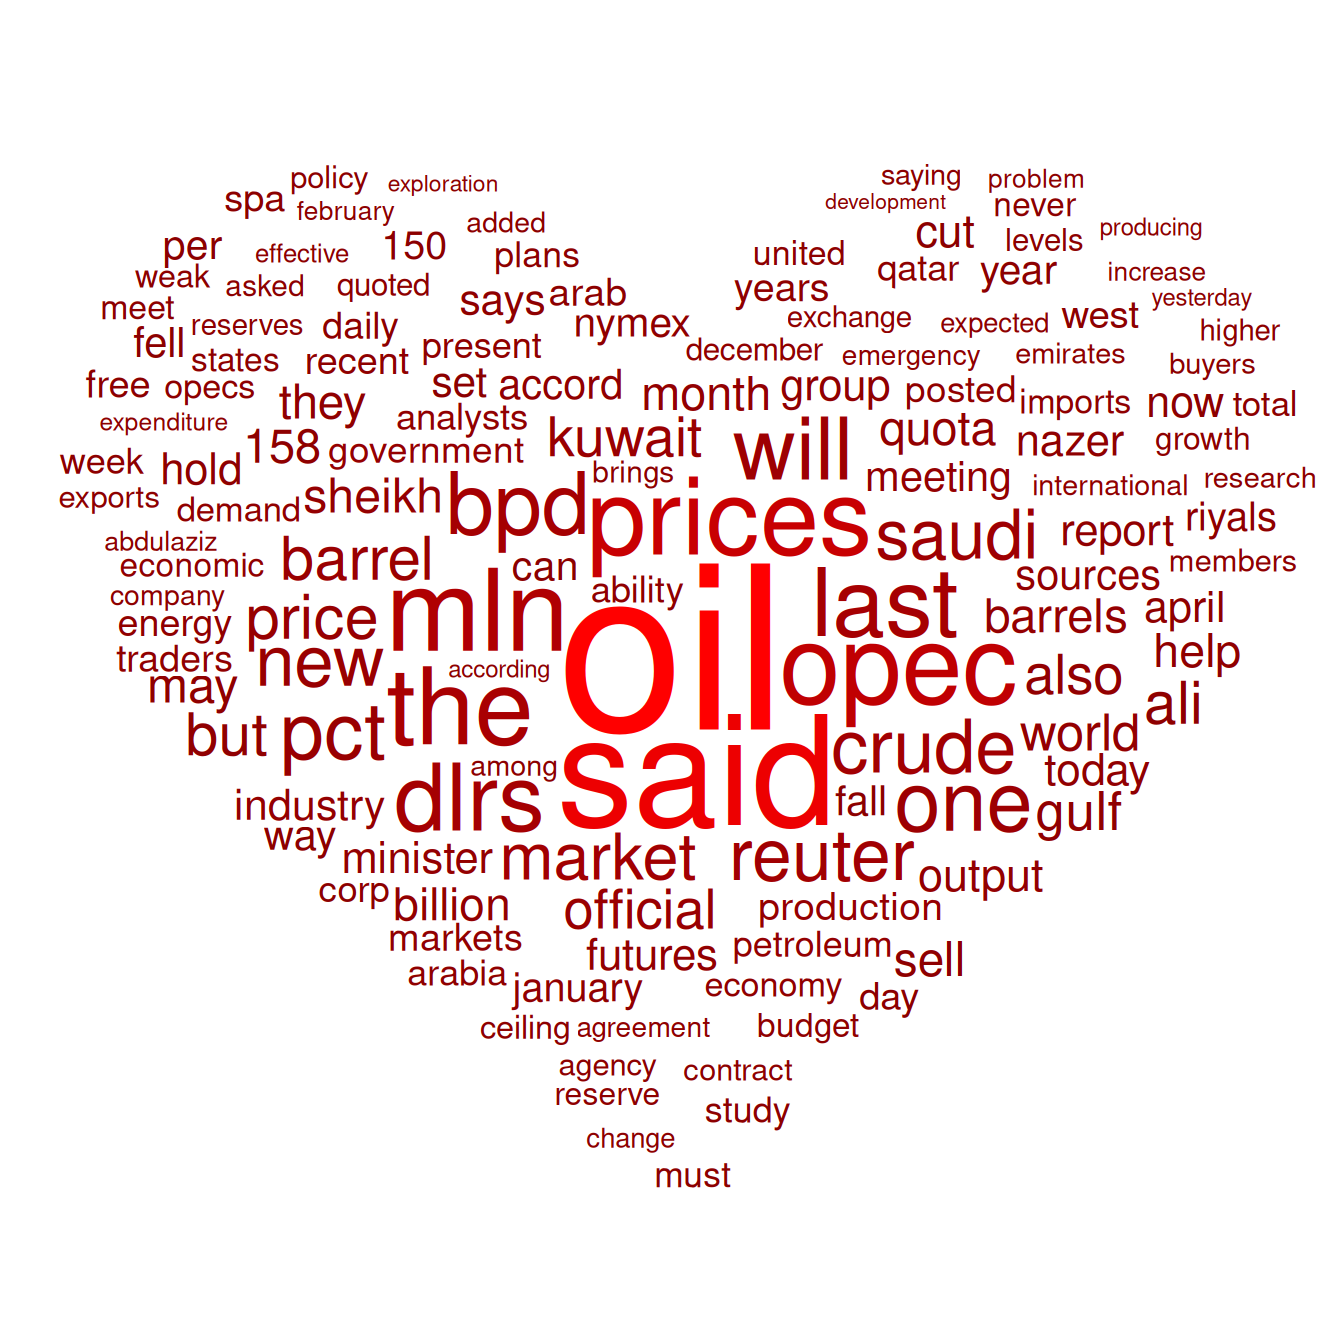 policy
exploration
saying
problem
spa
february
development
never
added
per
effective
150
plans
united
cut
levels
producing
weak
asked
quoted
says
arab
years
qatar
year
increase
meet
reserves
daily
nymex
exchange
expected
west
yesterday
fell
states
recent
present
december
emergency
emirates
higher
free
opecs
they
set
accord
month
group
posted
imports
now
total
buyers
expenditure
analysts
158
government
kuwait
will
quota
nazer
growth
week
hold
brings
meeting
international
research
exports
demand
sheikh
bpd
prices
saudi
report
riyals
abdulaziz
economic
barrel
can
sources
members
company
price
mln
ability
oil
last
barrels
april
energy
traders
new
according
opec
also
help
may
the
but
pct
said
crude
world
ali
among
today
industry
dlrs
fall
one
gulf
way
minister
market
reuter
output
corp
billion
official
production
markets
futures
petroleum
sell
arabia
january
economy
day
ceiling
agreement
budget
agency
contract
reserve
study
change
must